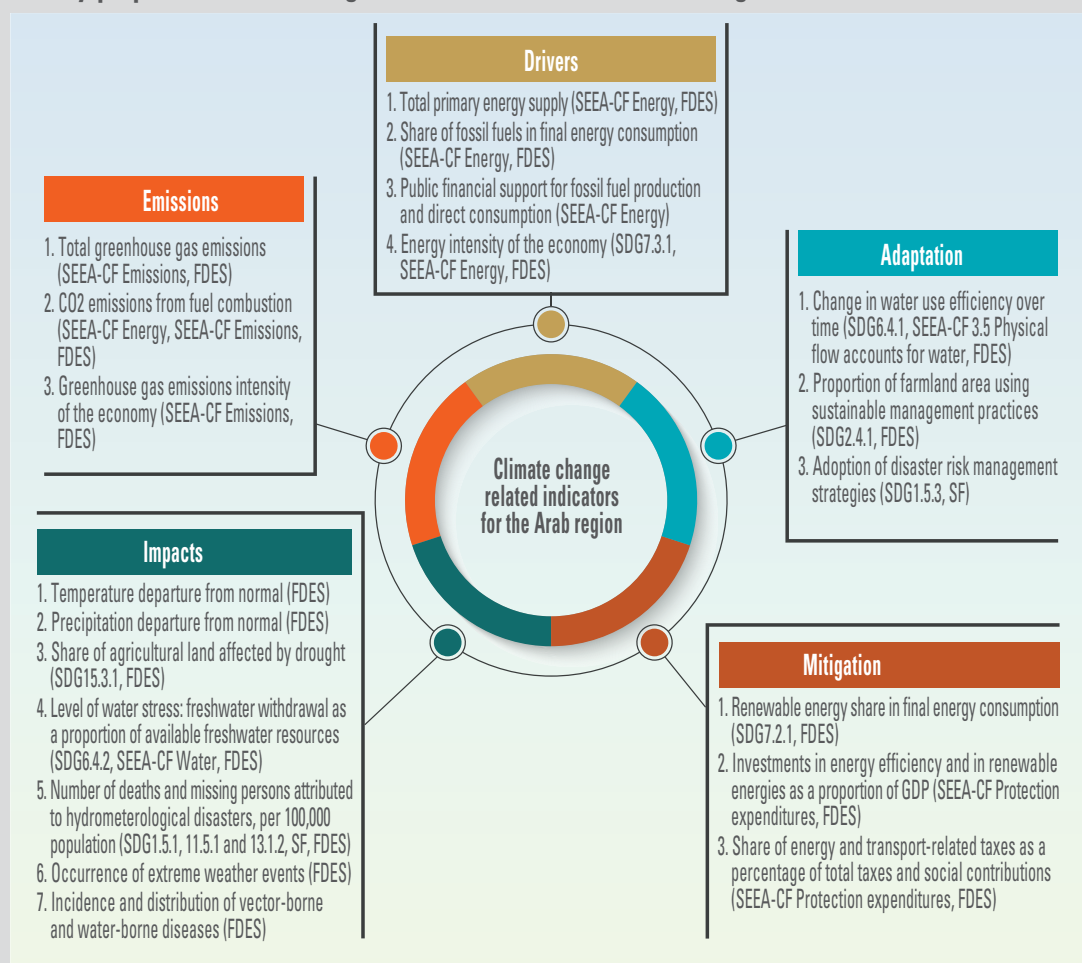 Drivers
1. Total primary energy supply (SEEA-CF Energy, FDES)
2. Share of fossil fuels in final energy consumption
(SEEA-CF Energy, FDES)
3. Public financial support for fossil fuel production
and direct consumption (SEEA-CF Energy)
4. Energy intensity of the economy (SDG7.3.1,
SEEA-CF Energy, FDES)
Emissions
1. Total greenhouse gas emissions
(SEEA-CF Emissions, FDES)
2. CO2 emissions from fuel combustion
(SEEA-CF Energy, SEEA-CF Emissions,
FDES)
3. Greenhouse gas emissions intensity
of the economy (SEEA-CF Emissions,
FDES)
Adaptation
1. Change in water use efficiency over
time (SDG6.4.1, SEEA-CF 3.5 Physical
flow accounts for water, FDES)
2. Proportion of farmland area using
sustainable management practices
(SDG2.4.1, FDES)
3. Adoption of disaster risk management
strategies (SDG1.5.3, SF)
Climate change
related indicators
for the Arab region
Impacts
1. Temperature departure from normal (FDES)
2. Precipitation departure from normal (FDES)
3. Share of agricultural land affected by drought
(SDG15.3.1, FDES)
4. Level of water stress: freshwater withdrawal as
a proportion of available freshwater resources
(SDG6.4.2, SEEA-CF Water, FDES)
5. Number of deaths and missing persons attributed
to hydrometerological disasters, per 100,000
population (SDG1.5.1, 11.5.1 and 13.1.2, SF, FDES)
6. Occurrence of extreme weather events (FDES)
7. Incidence and distribution of vector-borne
and water-borne diseases (FDES)
Mitigation
1. Renewable energy share in final energy consumption
(SDG7.2.1, FDES)
2. Investments in energy efficiency and in renewable
energies as a proportion of GDP (SEEA-CF Protection
expenditures, FDES)
3. Share of energy and transport-related taxes as a
percentage of total taxes and social contributions
(SEEA-CF Protection expenditures, FDES)